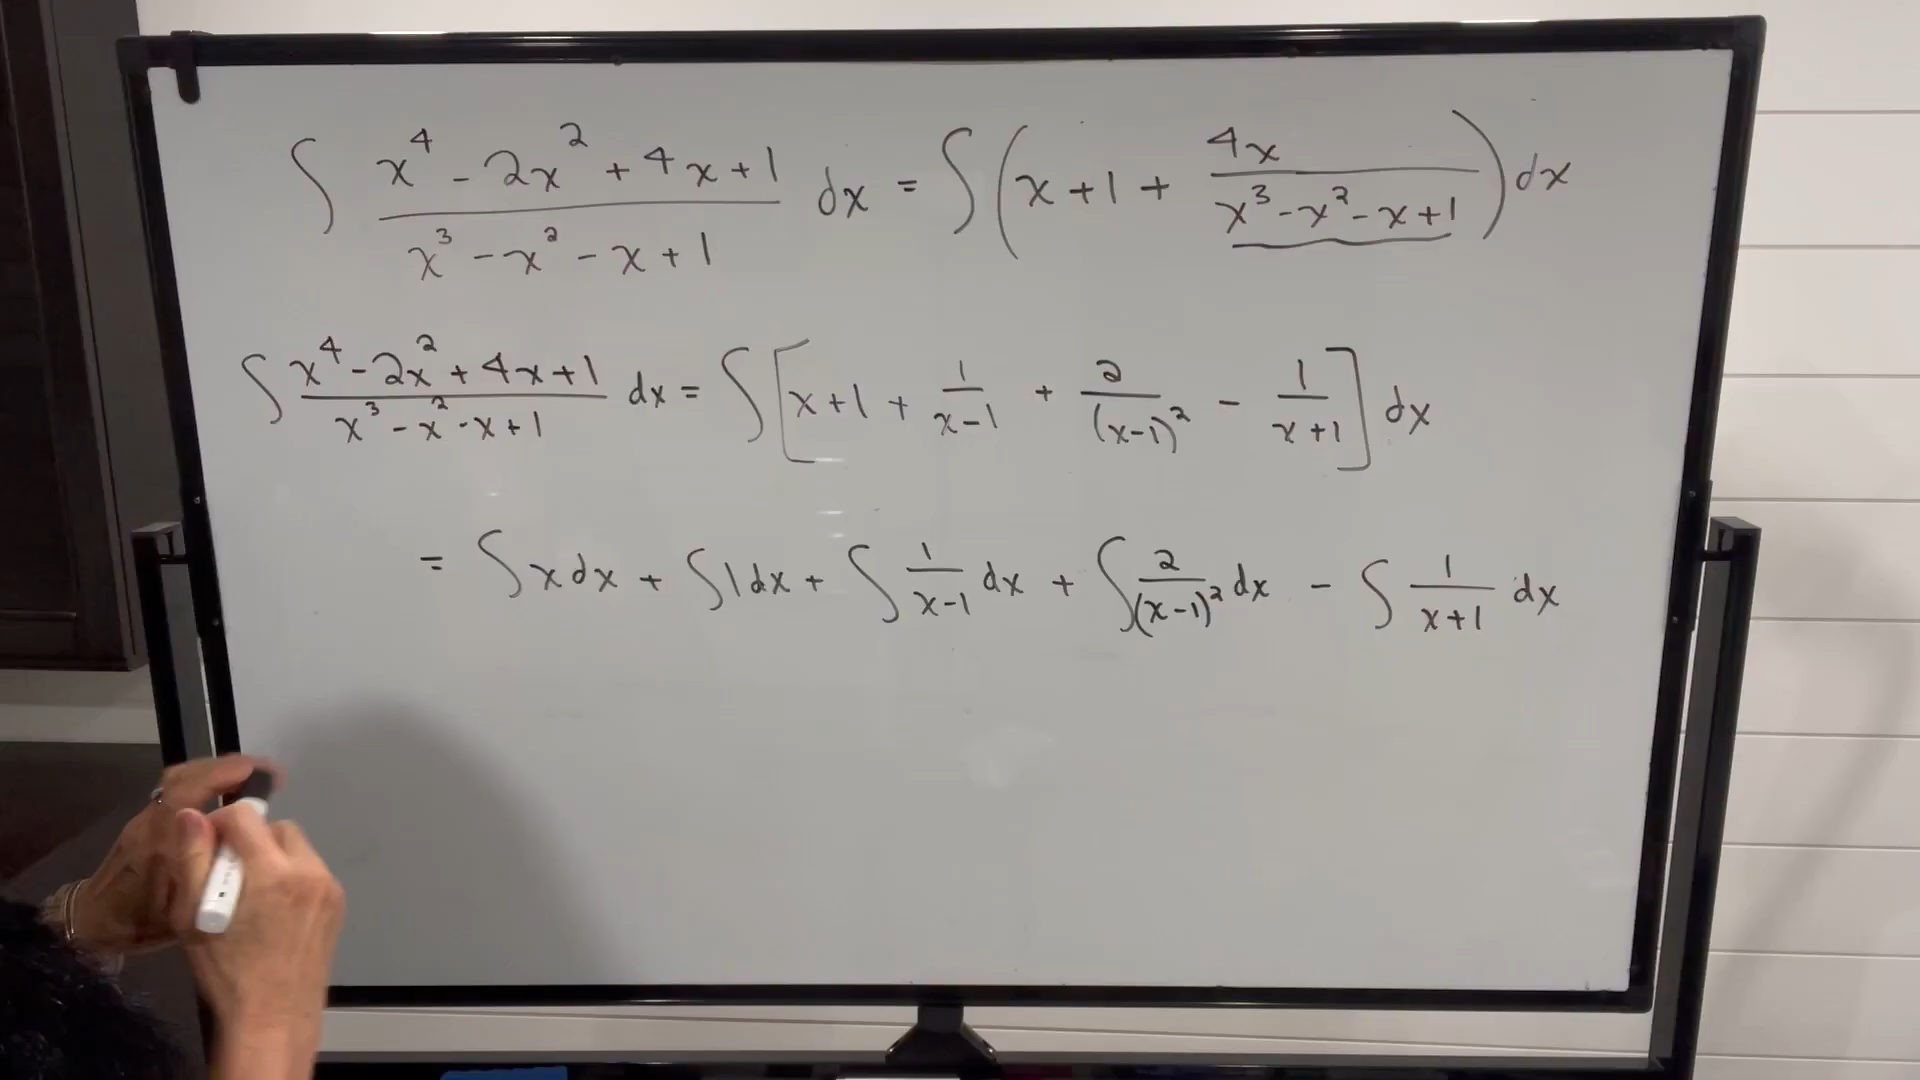 ∫ (x⁴ - 2x² + 4x + 1)/(x³ - x² - x + 1) dx = ∫ (x + 1 + 4x/(x³ - x² - x + 1)) dx
∫ (x⁴ - 2x² + 4x + 1)/(x³ - x² - x + 1) dx = ∫ [x + 1 + 1/(x-1) + 2/(x-1)² - 1/(x+1)] dx
= ∫ x dx + ∫ 1 dx + ∫ 1/(x-1) dx + ∫ 2/(x-1)² dx - ∫ 1/(x+1) dx